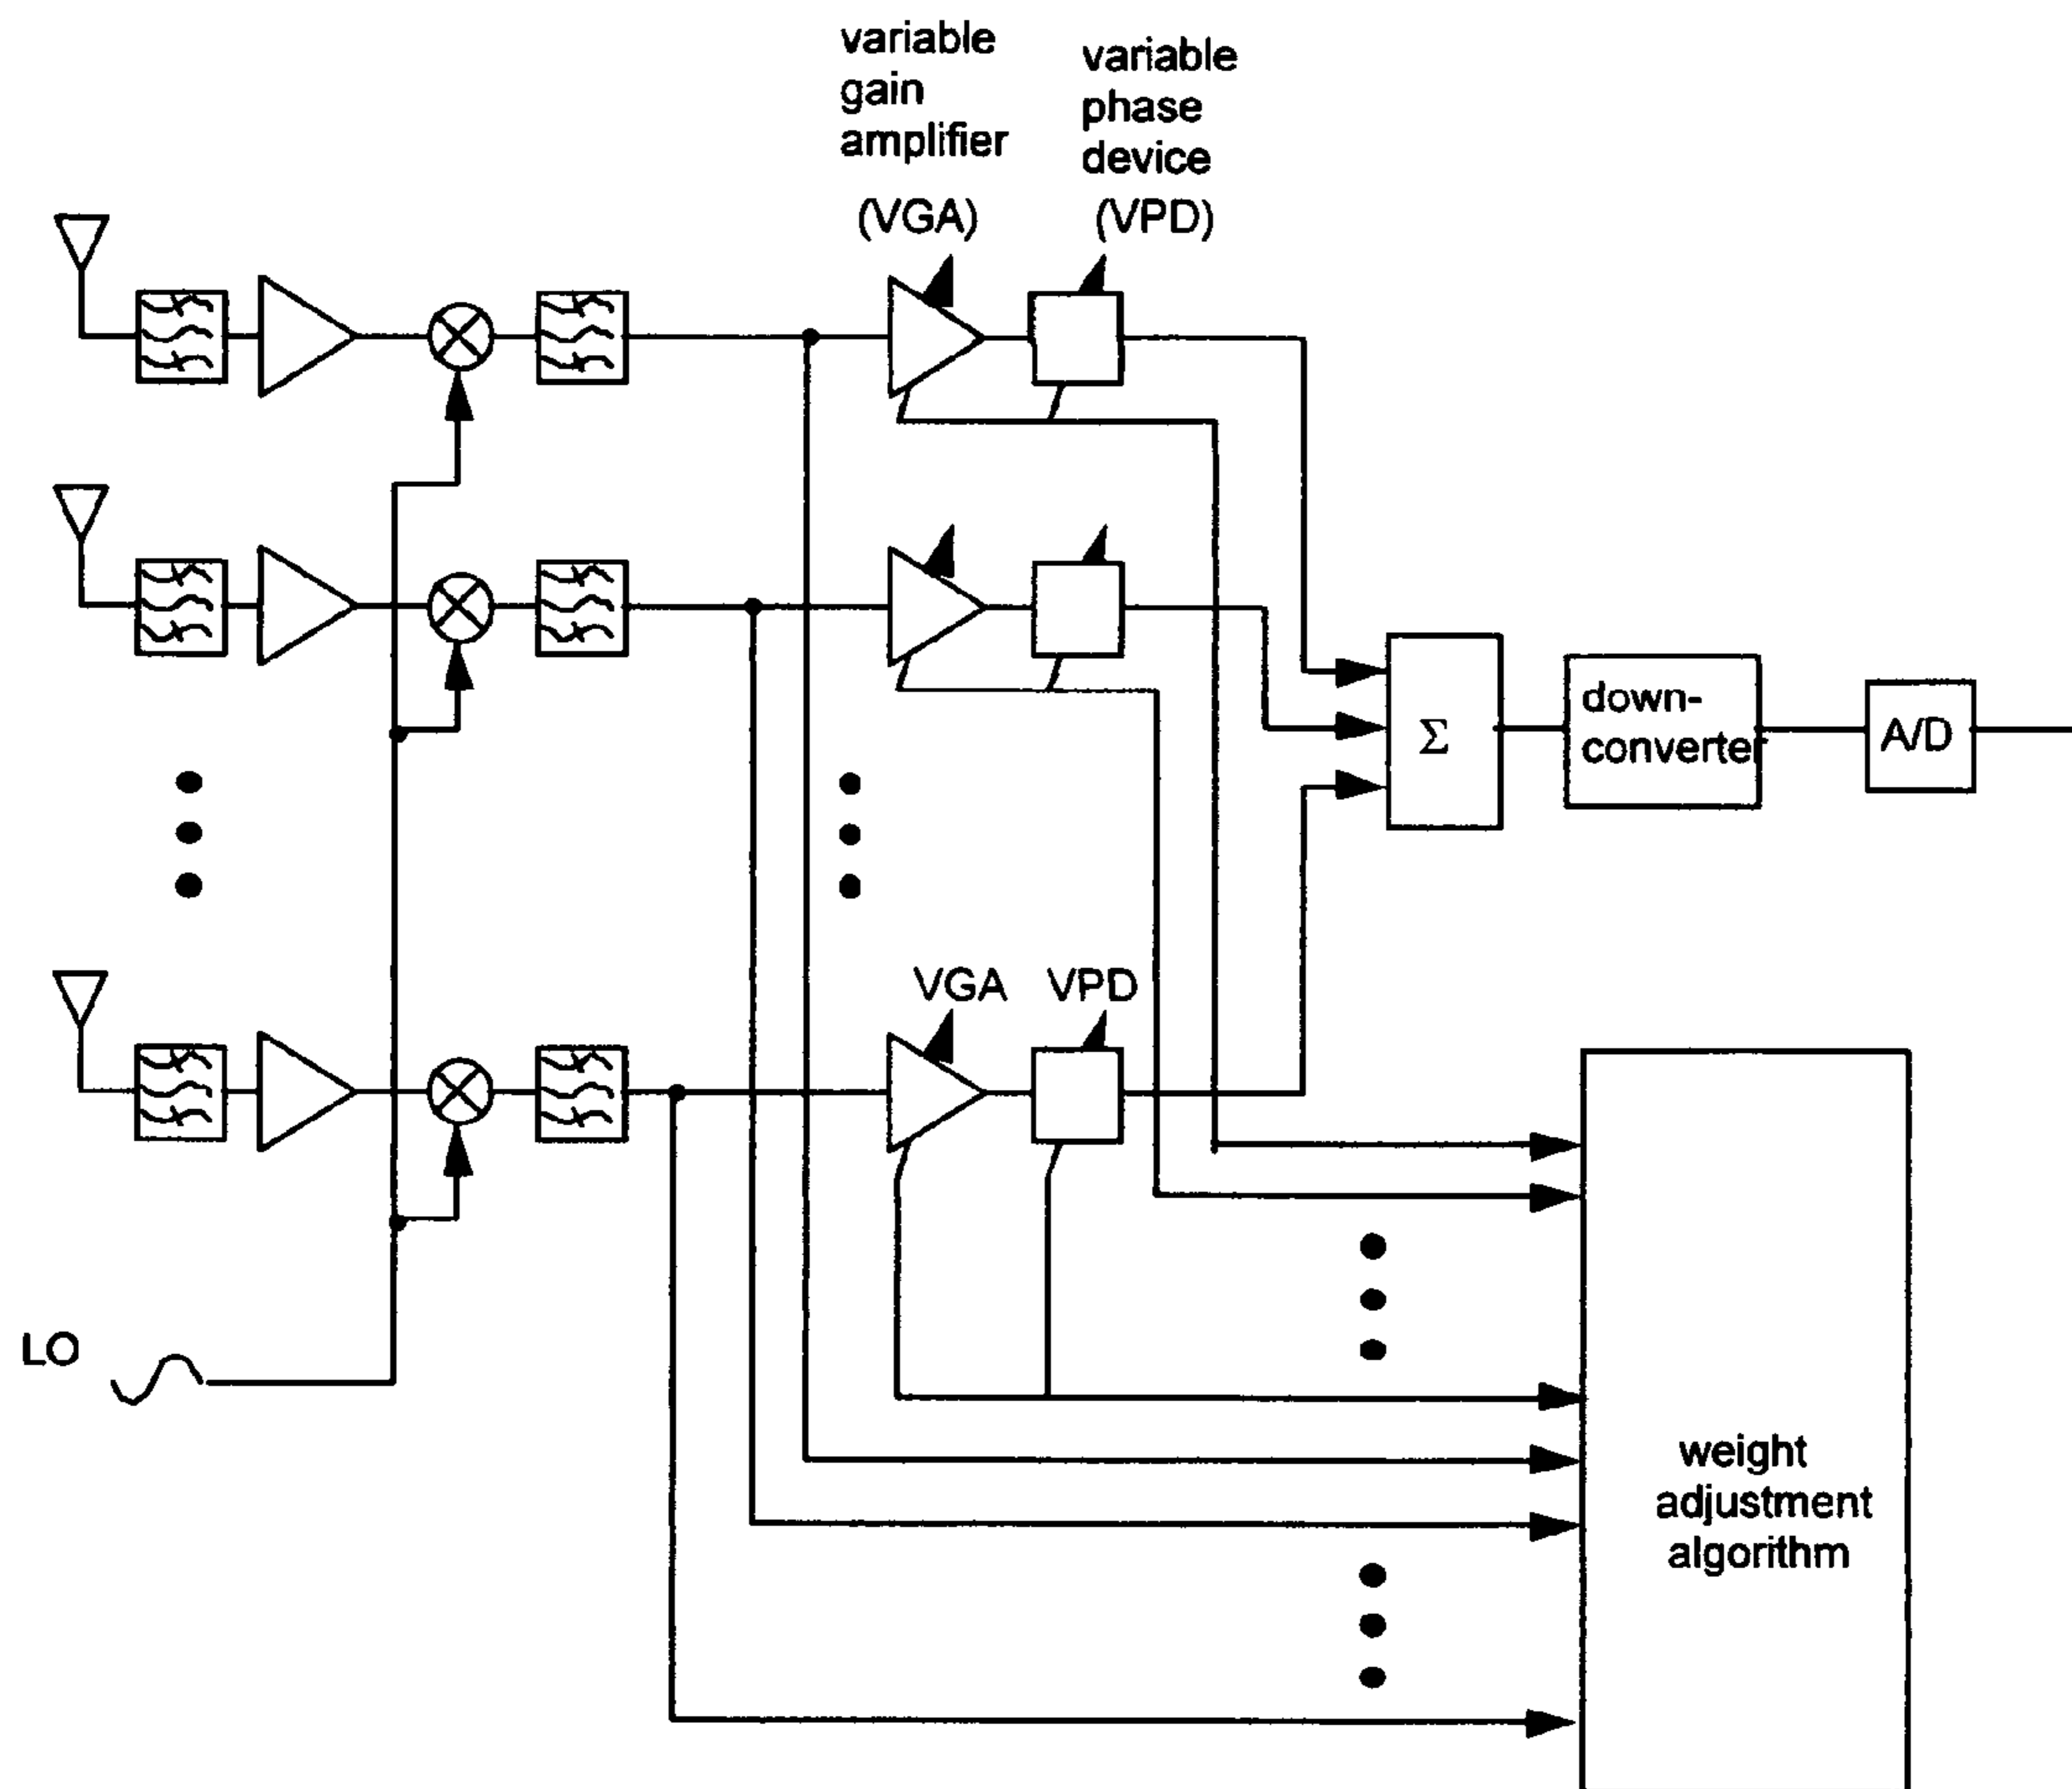 variable
gain
amplifier
(VGA)
variable
phase
device
(VPD)
Σ
down-
converter
A/D
VGA
VPD
LO
weight
adjustment
algorithm